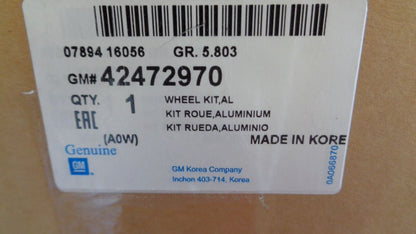 07894 16056 GR. 5.803
GM# 42472970
QTY. 1 WHEEL KIT,AL
EAC KIT ROUE,ALUMINIUM
(A0W) KIT RUEDA,ALUMINIO
MADE IN KORE
Genuine
GM
GM Korea Company
Inchon 403-714, Korea
0A066870